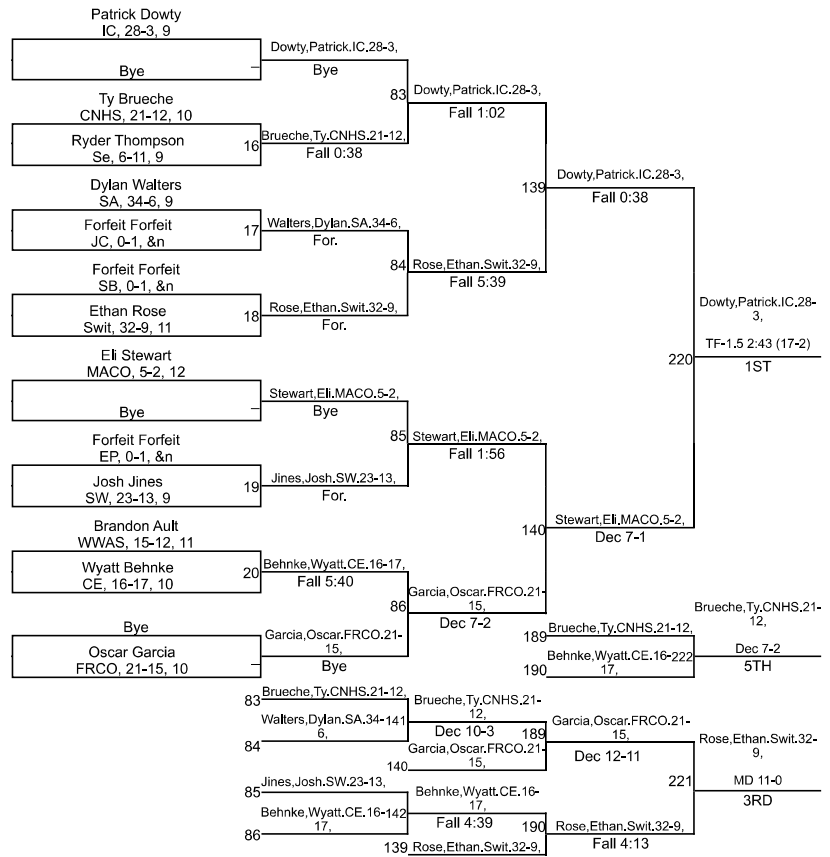 Patrick Dowty
IC, 28-3, 9
Bye
Dowty,Patrick.IC.28-3,
Bye
83
Dowty,Patrick.IC.28-3,
Fall 1:02
Ty Brueche
CNHS, 21-12, 10
Ryder Thompson
Se, 6-11, 9
16
Brueche,Ty.CNHS.21-12,
Fall 0:38
139
Dowty,Patrick.IC.28-3,
Fall 0:38
Dylan Walters
SA, 34-6, 9
Forfeit Forfeit
JC, 0-1, &n
17
Walters,Dylan.SA.34-6,
For.
84
Rose,Ethan.Swit.32-9,
Fall 5:39
Forfeit Forfeit
SB, 0-1, &n
Ethan Rose
Swit, 32-9, 11
18
Rose,Ethan.Swit.32-9,
For.
220
Dowty,Patrick.IC.28-
3,
TF-1.5 2:43 (17-2)
1ST
Eli Stewart
MACO, 5-2, 12
Bye
Stewart,Eli.MACO.5-2,
Bye
85
Stewart,Eli.MACO.5-2,
Fall 1:56
Forfeit Forfeit
EP, 0-1, &n
Josh Jines
SW, 23-13, 9
19
Jines,Josh.SW.23-13,
For.
140
Stewart,Eli.MACO.5-2,
Dec 7-1
Brandon Ault
WWAS, 15-12, 11
Wyatt Behnke
CE, 16-17, 10
20
Behnke,Wyatt.CE.16-17,
Fall 5:40
86
Garcia,Oscar.FRCO.21-
15,
Dec 7-2
Bye
Oscar Garcia
FRCO, 21-15, 10
Garcia,Oscar.FRCO.21-
15,
Bye
189
Brueche,Ty.CNHS.21-12,
190
Behnke,Wyatt.CE.16-
17,
222
Brueche,Ty.CNHS.21-
12,
Dec 7-2
5TH
83
Brueche,Ty.CNHS.21-12,
84
Walters,Dylan.SA.34-
6,
141
Brueche,Ty.CNHS.21-
12,
Dec 10-3
140
Garcia,Oscar.FRCO.21-
15,
189
Garcia,Oscar.FRCO.21-
15,
Dec 12-11
85
Jines,Josh.SW.23-13,
86
Behnke,Wyatt.CE.16-
17,
142
Behnke,Wyatt.CE.16-
17,
Fall 4:39
139
Rose,Ethan.Swit.32-9,
190
Rose,Ethan.Swit.32-9,
Fall 4:13
221
Rose,Ethan.Swit.32-
9,
MD 11-0
3RD